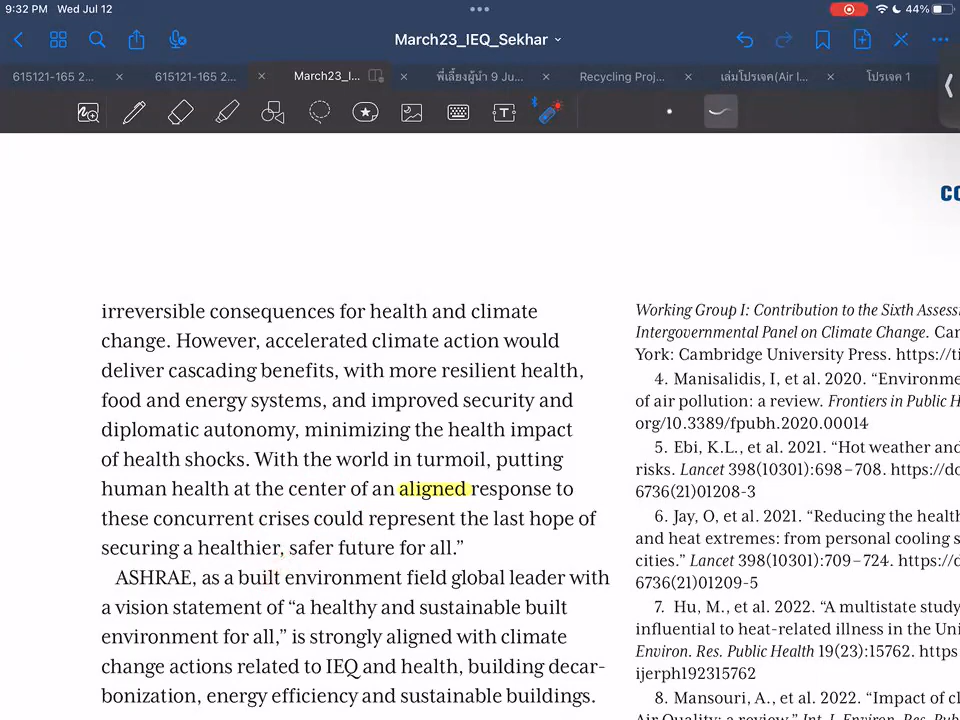 9:32 PM Wed Jul 12
44%
March23_IEQ_Sekhar
615121-165 2...
615121-165 2...
March23_I...
พี่เลี้ยงผู้นำ 9 Ju...
Recycling Proj...
เล่มโปรเจค(Air I...
โปรเจค 1
irreversible consequences for health and climate
change. However, accelerated climate action would
deliver cascading benefits, with more resilient health,
food and energy systems, and improved security and
diplomatic autonomy, minimizing the health impact
of health shocks. With the world in turmoil, putting
human health at the center of an aligned response to
these concurrent crises could represent the last hope of
securing a healthier, safer future for all.”
ASHRAE, as a built environment field global leader with
a vision statement of “a healthy and sustainable built
environment for all,” is strongly aligned with climate
change actions related to IEQ and health, building decar-
bonization, energy efficiency and sustainable buildings.
Working Group I: Contribution to the Sixth Assess
Intergovernmental Panel on Climate Change. Cam
York: Cambridge University Press. https://ti
4. Manisalidis, I, et al. 2020. “Environme
of air pollution: a review. Frontiers in Public H
org/10.3389/fpubh.2020.00014
5. Ebi, K.L., et al. 2021. “Hot weather and
risks. Lancet 398(10301):698–708. https://do
6736(21)01208-3
6. Jay, O, et al. 2021. “Reducing the health
and heat extremes: from personal cooling s
cities.” Lancet 398(10301):709–724. https://d
6736(21)01209-5
7. Hu, M., et al. 2022. “A multistate study
influential to heat-related illness in the Uni
Environ. Res. Public Health 19(23):15762. https
ijerph192315762
8. Mansouri, A., et al. 2022. “Impact of cl
Air Quality: a review.” Int. J. Environ. Res. Pub